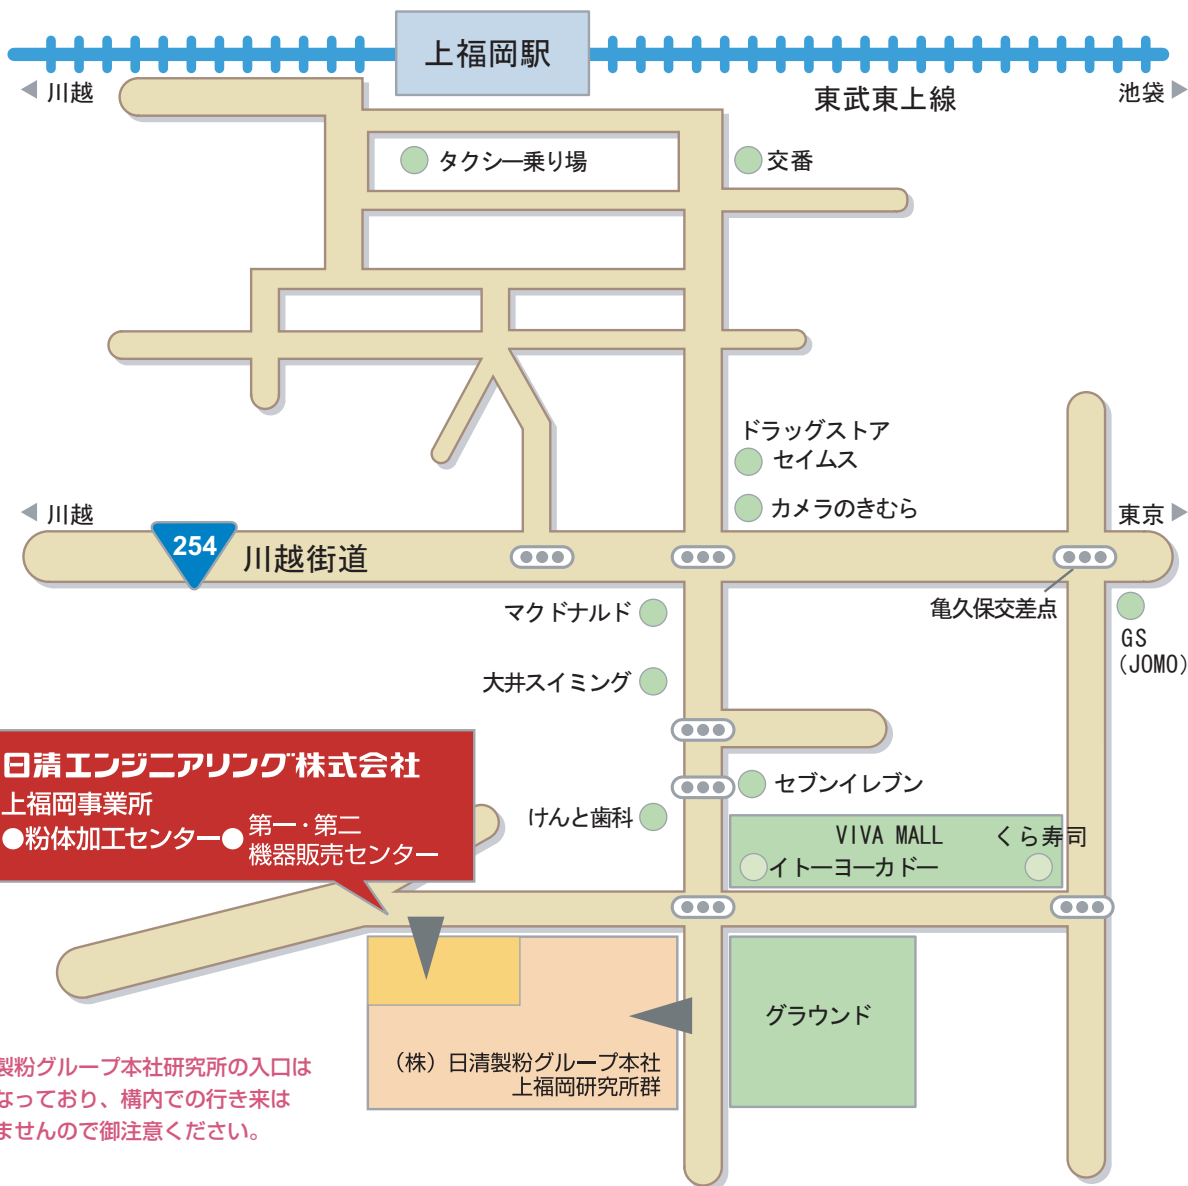 上福岡駅
川越
東武東上線
池袋
タクシー乗り場
交番
ドラッグストア
セイムス
カメラのきむら
川越
東京
254
川越街道
亀久保交差点
マクドナルド
GS
(JOMO)
大井スイミング
日清エンジニアリング株式会社
上福岡事業所
●粉体加工センター●
第一・第二
機器販売センター
セブンイレブン
けんと歯科
VIVA MALL
くら寿司
イトーヨーカドー
グラウンド
（株）日清製粉グループ本社
上福岡研究所群
製粉グループ本社研究所の入口は
なっており、構内での行き来は
ませんので御注意ください。